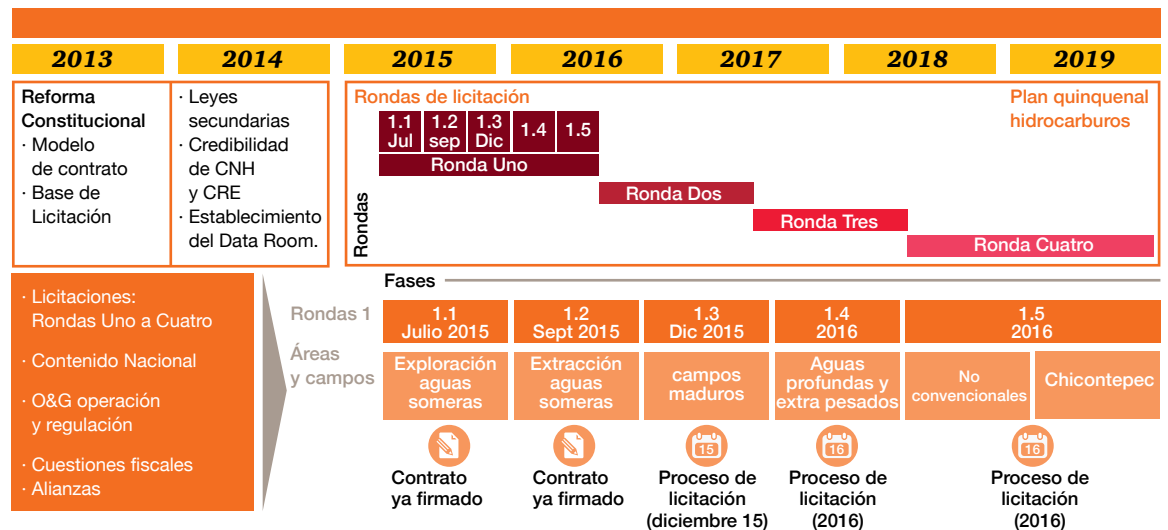 2013
2014
2015
2016
2017
2018
2019
Reforma
Constitucional
· Modelo
de contrato
· Base de
Licitación
· Leyes
secundarias
· Credibilidad
de CNH
y CRE
· Establecimiento
del Data Room.
Rondas de licitación
Plan quinquenal
hidrocarburos
Rondas
1.1
Jul
1.2
sep
1.3
Dic
1.4
1.5
Ronda Uno
Ronda Dos
Ronda Tres
Ronda Cuatro
· Licitaciones:
Rondas Uno a Cuatro
· Contenido Nacional
· O&G operación
y regulación
· Cuestiones fiscales
· Alianzas
Fases
Rondas 1
1.1
Julio 2015
1.2
Sept 2015
1.3
Dic 2015
1.4
2016
1.5
2016
Áreas
y campos
Exploración
aguas
someras
Extracción
aguas
someras
campos
maduros
Aguas
profundas y
extra pesados
No
convencionales
Chicontepec
15
16
16
Contrato
ya firmado
Contrato
ya firmado
Proceso de
licitación
(diciembre 15)
Proceso de
licitación
(2016)
Proceso de
licitación
(2016)